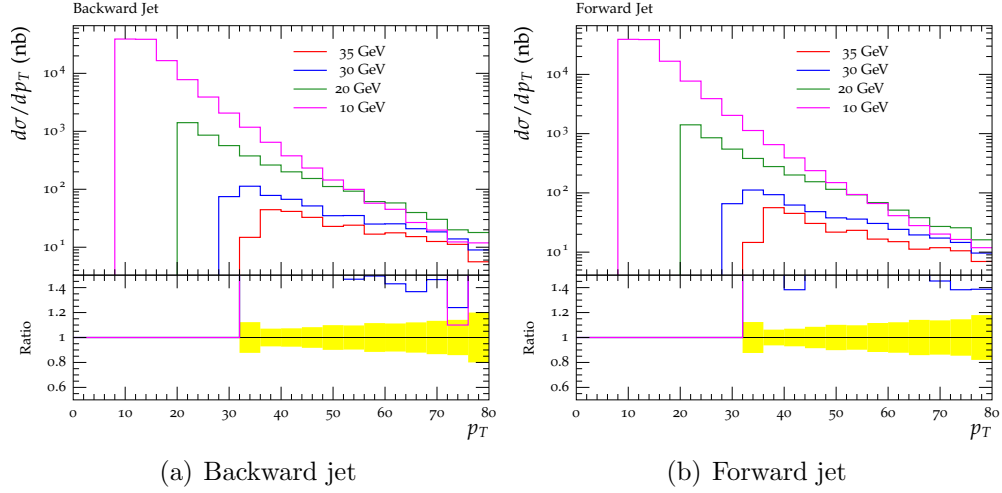 Backward Jet
dσ/dp_T (nb)
35 GeV
30 GeV
20 GeV
10 GeV
10^4
10^3
10^2
10^1
Ratio
1.4
1.2
1
0.8
0.6
0 10 20 30 40 50 60 70 80
p_T
(a) Backward jet
Forward Jet
dσ/dp_T (nb)
35 GeV
30 GeV
20 GeV
10 GeV
10^4
10^3
10^2
10^1
Ratio
1.4
1.2
1
0.8
0.6
0 10 20 30 40 50 60 70 80
p_T
(b) Forward jet